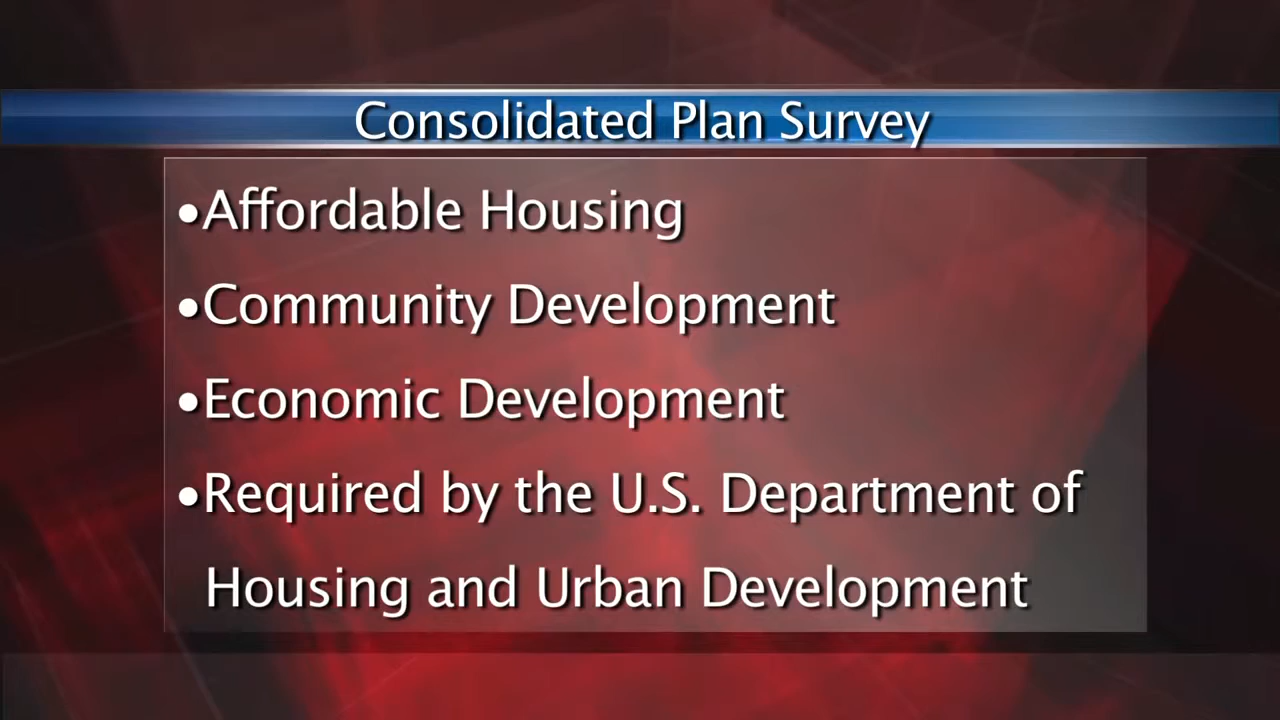 Consolidated Plan Survey
•Affordable Housing
•Community Development
•Economic Development
•Required by the U.S. Department of
Housing and Urban Development